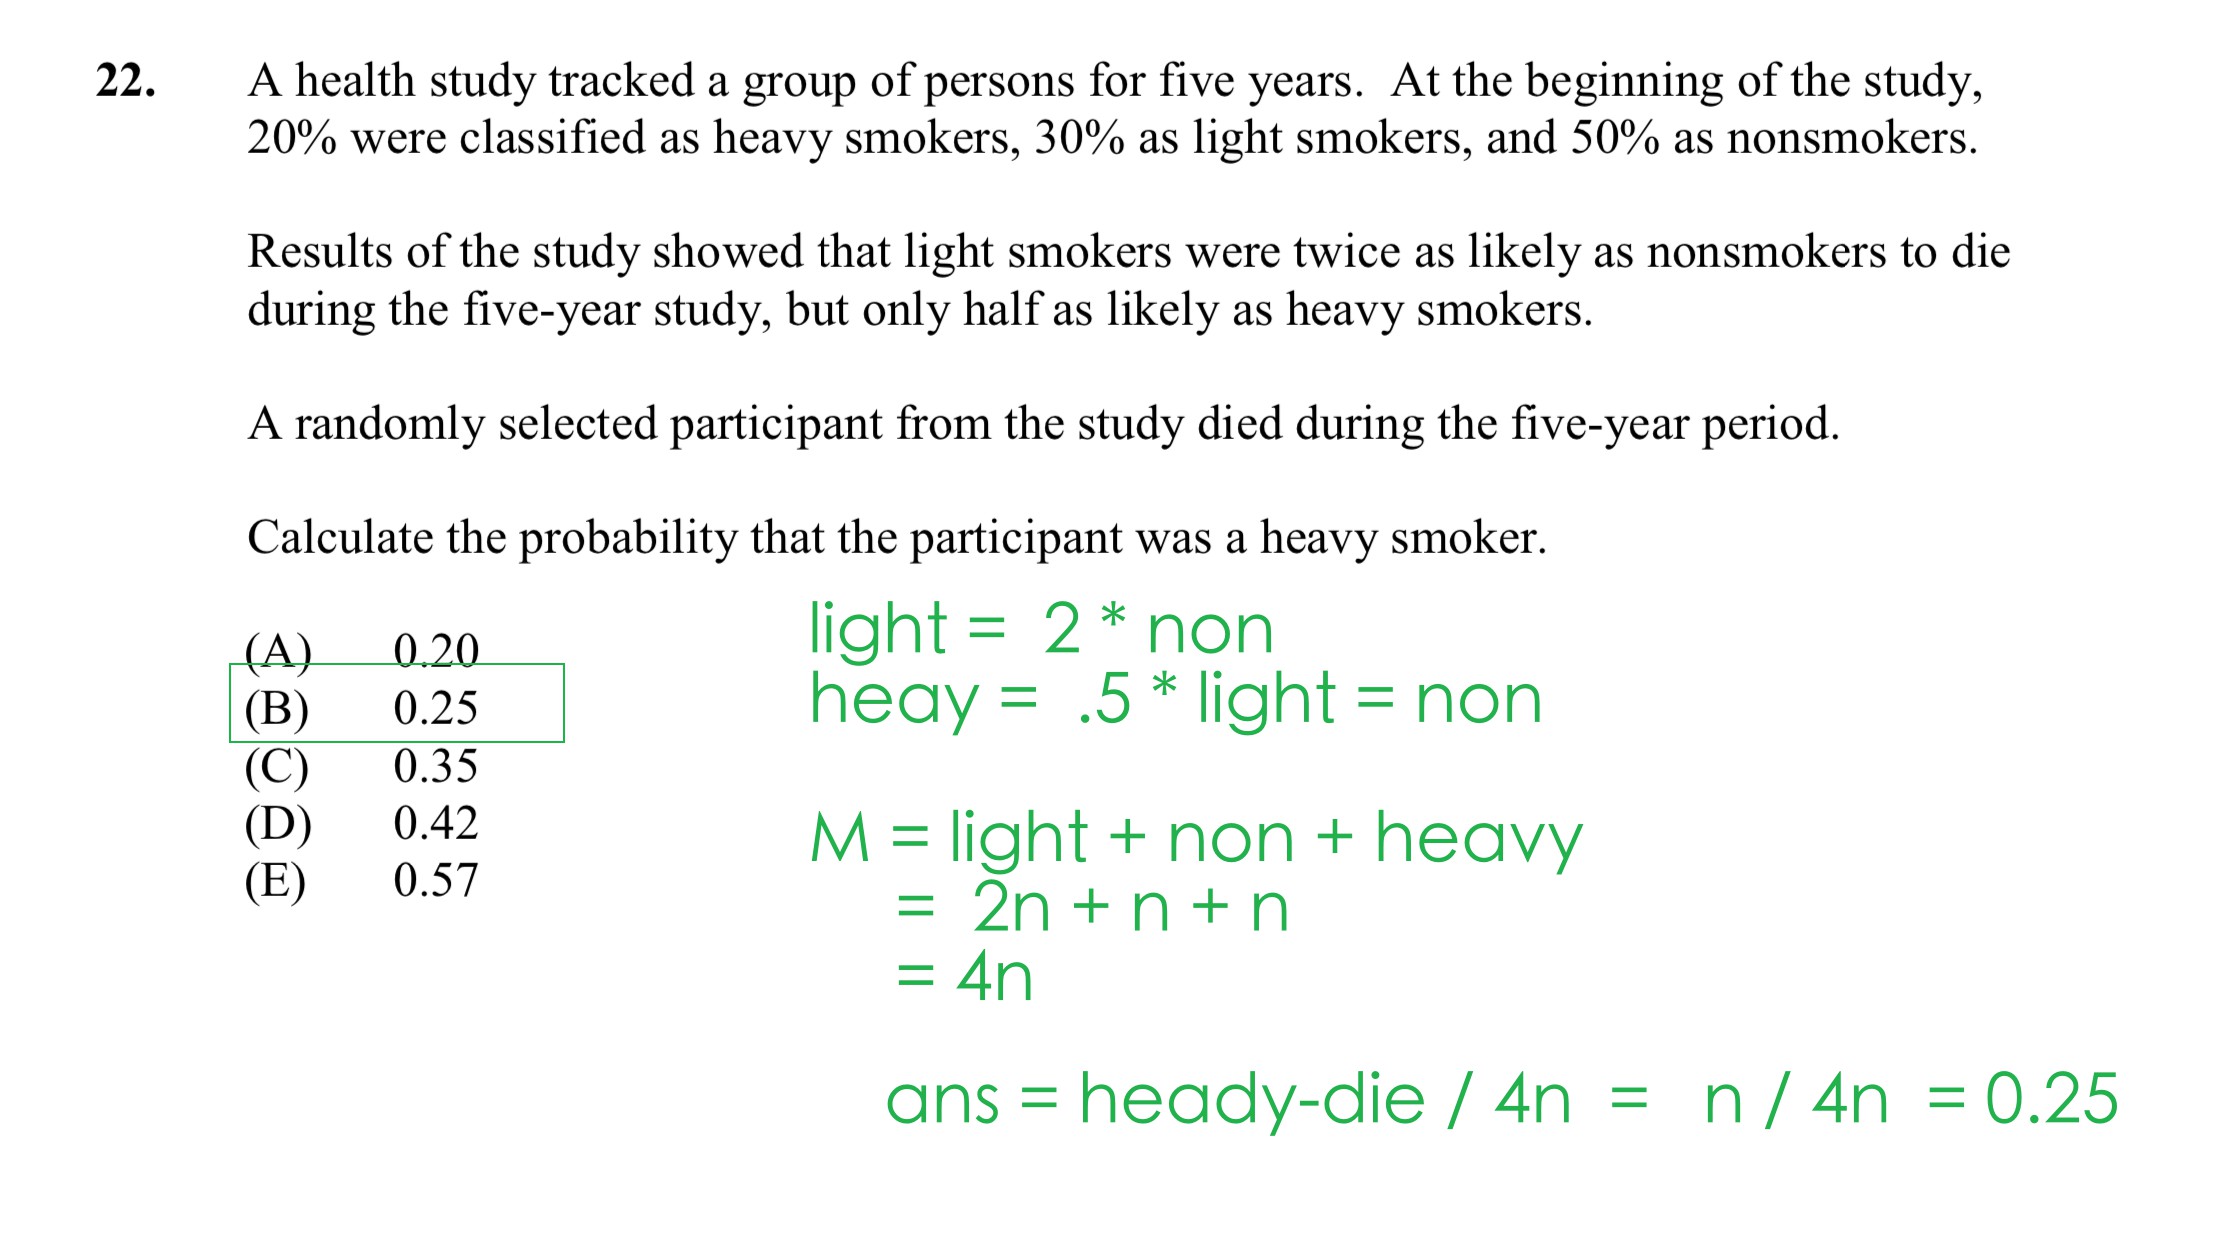 22. A health study tracked a group of persons for five years. At the beginning of the study,
20% were classified as heavy smokers, 30% as light smokers, and 50% as nonsmokers.
Results of the study showed that light smokers were twice as likely as nonsmokers to die
during the five-year study, but only half as likely as heavy smokers.
A randomly selected participant from the study died during the five-year period.
Calculate the probability that the participant was a heavy smoker.
(A) 0.20
(B) 0.25
(C) 0.35
(D) 0.42
(E) 0.57
light = 2 * non
heay = .5 * light = non
M = light + non + heavy
= 2n + n + n
= 4n
ans = heady-die / 4n = n / 4n = 0.25